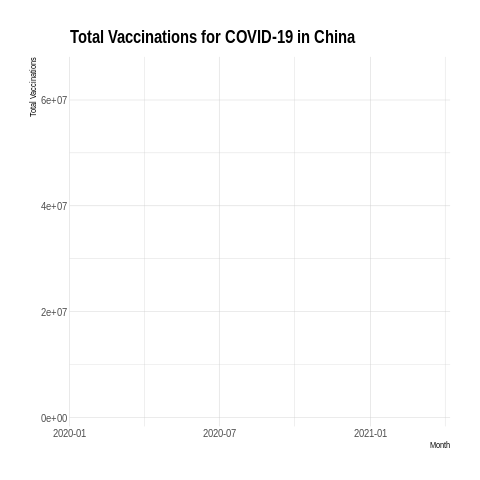 Total Vaccinations for COVID-19 in China
Total Vaccinations
6e+07
4e+07
2e+07
0e+00
2020-01 2020-07 2021-01
Month